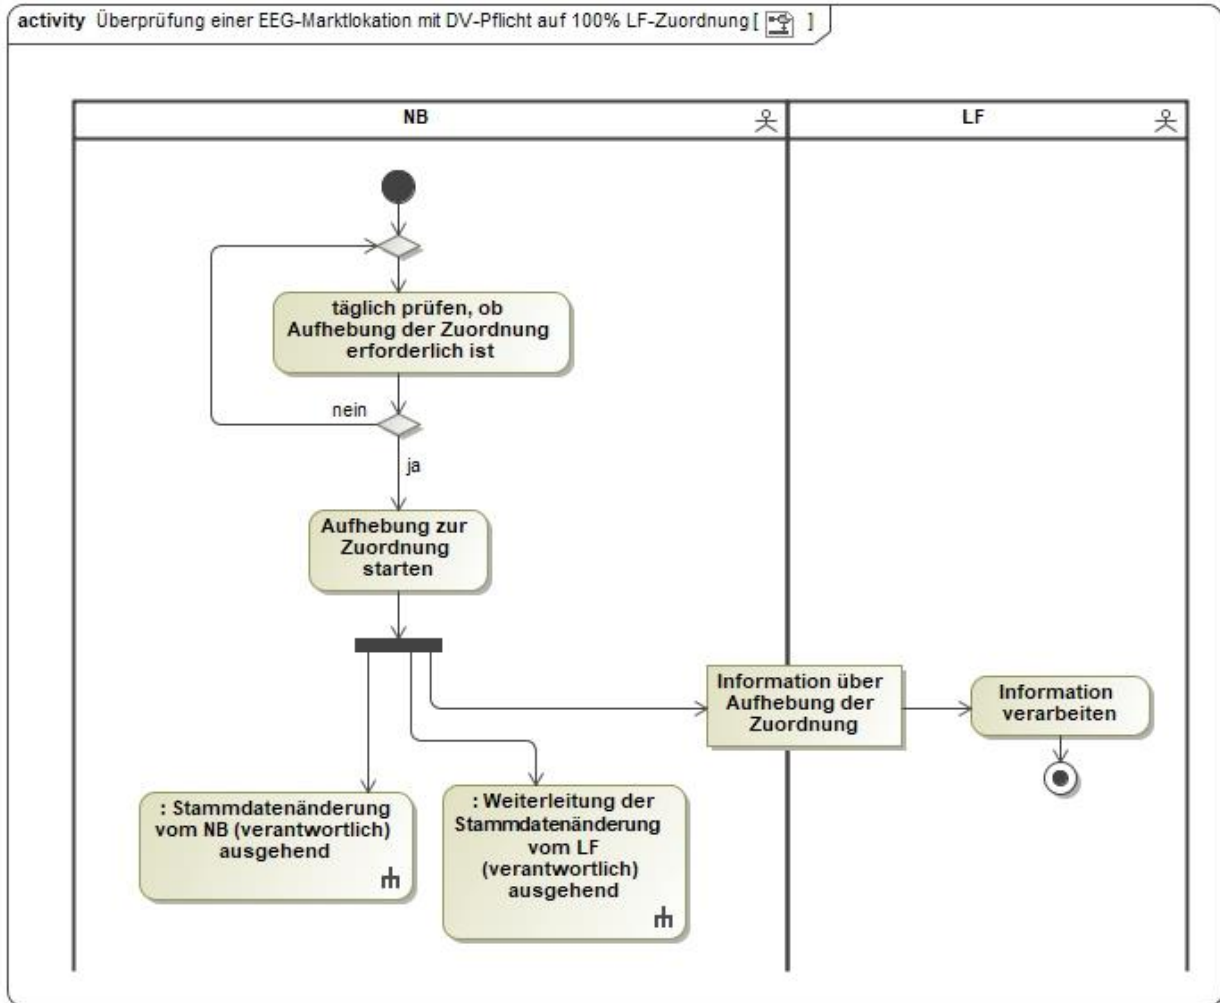 activity Überprüfung einer EEG-Marktlokation mit DV-Pflicht auf 100% LF-Zuordnung [ ]
NB
LF
täglich prüfen, ob
Aufhebung der Zuordnung
erforderlich ist
nein
ja
Aufhebung zur
Zuordnung
starten
Information über
Aufhebung der
Zuordnung
Information
verarbeiten
: Stammdatenänderung
vom NB (verantwortlich)
ausgehend
: Weiterleitung der
Stammdatenänderung
vom LF
(verantwortlich)
ausgehend